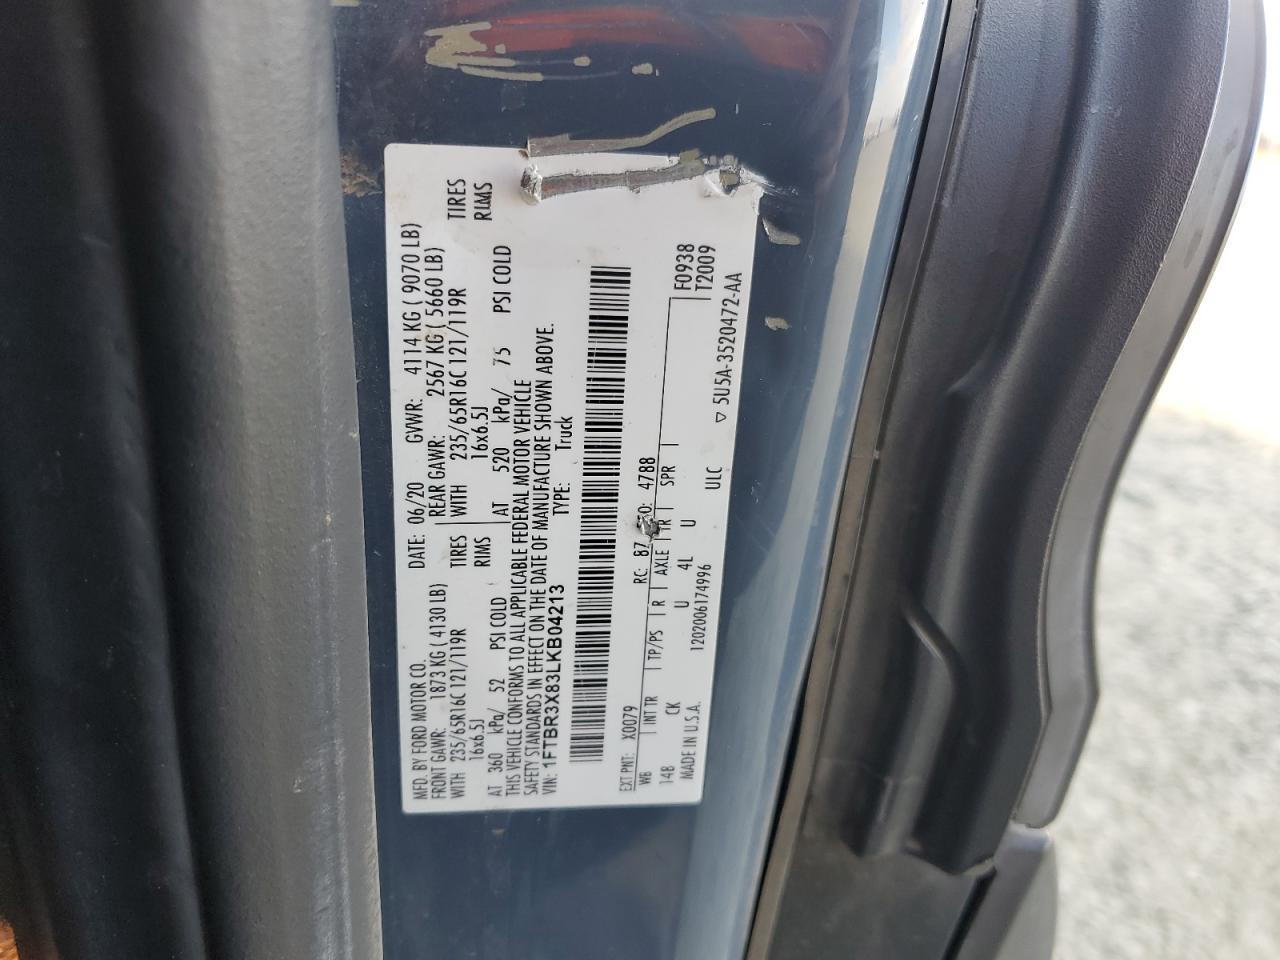 MFD. BY FORD MOTOR CO.
DATE: 06/20 GVWR: 4114 KG ( 9070 LB)
FRONT GAWR: 1873 KG ( 4130 LB) REAR GAWR: 2567 KG ( 5660 LB)
WITH 235/65R16C 121/119R TIRES WITH 235/65R16C 121/119R TIRES
16x6.5J RIMS 16x6.5J RIMS
AT 360 kPa/ 52 PSI COLD AT 520 kPa/ 75 PSI COLD
THIS VEHICLE CONFORMS TO ALL APPLICABLE FEDERAL MOTOR VEHICLE
SAFETY STANDARDS IN EFFECT ON THE DATE OF MANUFACTURE SHOWN ABOVE.
VIN: 1FTBR3X83LKB04213 TYPE: Truck
EXT PNT: X0079 RC: 87 4788
WB INT TR TP/PS R AXLE TR SPR F0938
14B CK U 4L U T2009
MADE IN U.S.A. 1202006174996 ULC ▽ 5U5A-3520472-AA